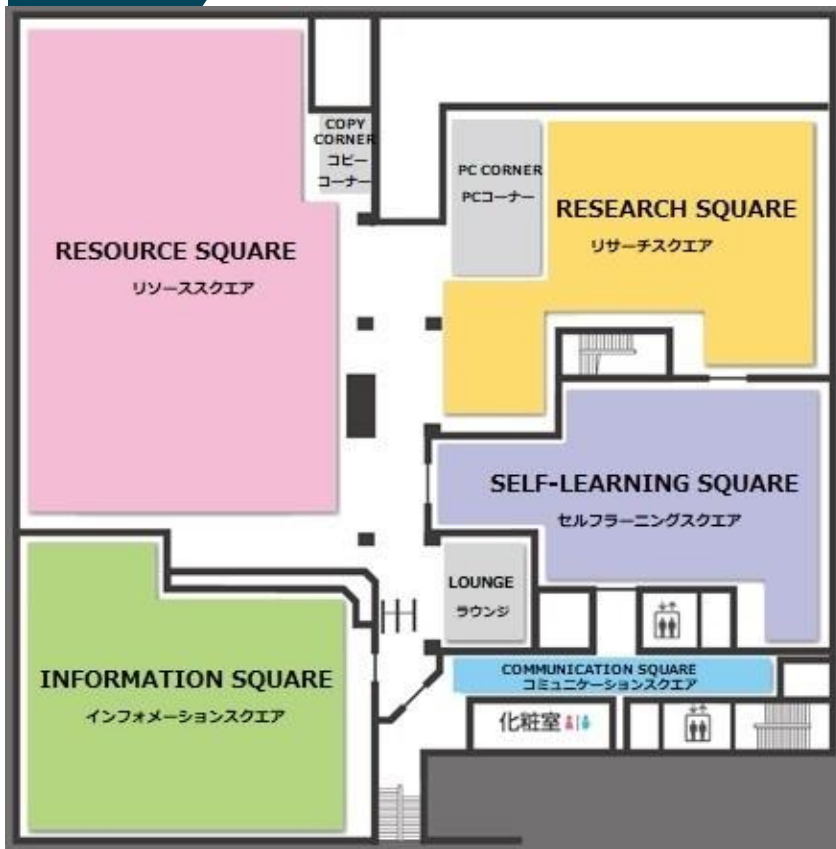 COPY
CORNER
コピー
コーナー
PC CORNER
PCコーナー
RESEARCH SQUARE
リサーチスクエア
RESOURCE SQUARE
リソーススクエア
SELF-LEARNING SQUARE
セルフラーニングスクエア
LOUNGE
ラウンジ
INFORMATION SQUARE
インフォメーションスクエア
COMMUNICATION SQUARE
コミュニケーションスクエア
化粧室